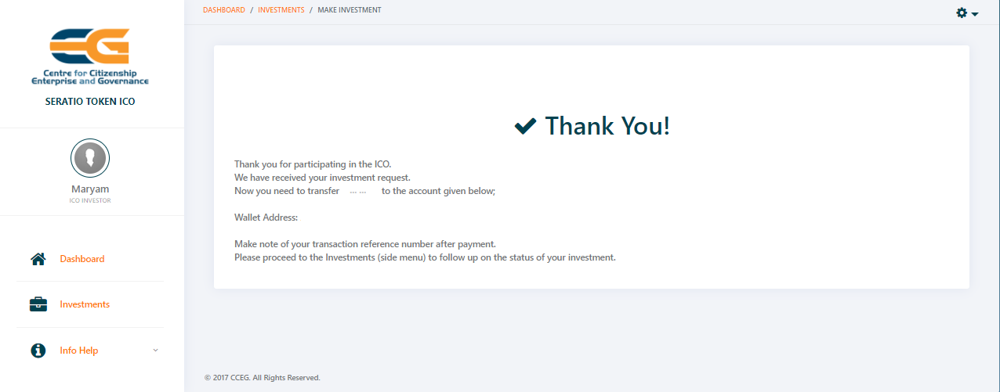 CEG
Centre for Citizenship
Enterprise and Governance
SERATIO TOKEN ICO
Maryam
ICO INVESTOR
Dashboard
Investments
Info Help
DASHBOARD / INVESTMENTS / MAKE INVESTMENT
Thank You!
Thank you for participating in the ICO.
We have received your investment request.
Now you need to transfer ... ... to the account given below;
Wallet Address:
Make note of your transaction reference number after payment.
Please proceed to the Investments (side menu) to follow up on the status of your investment.
© 2017 CCEG. All Rights Reserved.